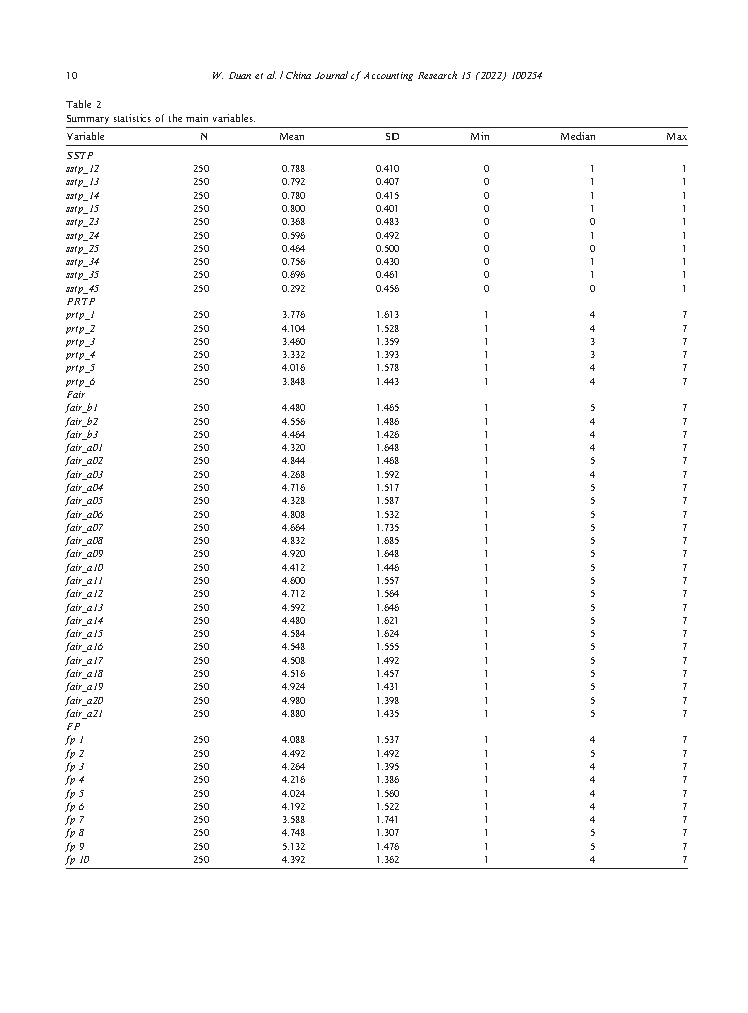 10 W. Duan et al. / China Journal of Accounting Research 15 (2022) 100254
Table 2
Summary statistics of the main variables.
Variable N Mean SD Min Median Max
SSTP
sstp_12 250 0.788 0.410 0 1 1
sstp_13 250 0.792 0.407 0 1 1
sstp_14 250 0.780 0.415 0 1 1
sstp_15 250 0.800 0.401 0 1 1
sstp_23 250 0.368 0.483 0 0 1
sstp_24 250 0.596 0.492 0 1 1
sstp_25 250 0.464 0.500 0 0 1
sstp_34 250 0.756 0.430 0 1 1
sstp_35 250 0.696 0.461 0 1 1
sstp_45 250 0.292 0.456 0 0 1
PRTP
prtp_1 250 3.776 1.613 1 4 7
prtp_2 250 4.104 1.528 1 4 7
prtp_3 250 3.460 1.359 1 3 7
prtp_4 250 3.332 1.393 1 3 7
prtp_5 250 4.016 1.578 1 4 7
prtp_6 250 3.848 1.443 1 4 7
Fair
fair_b1 250 4.480 1.465 1 5 7
fair_b2 250 4.556 1.486 1 4 7
fair_b3 250 4.464 1.426 1 4 7
fair_a01 250 4.320 1.648 1 4 7
fair_a02 250 4.844 1.468 1 5 7
fair_a03 250 4.268 1.592 1 4 7
fair_a04 250 4.716 1.517 1 5 7
fair_a05 250 4.328 1.587 1 5 7
fair_a06 250 4.808 1.532 1 5 7
fair_a07 250 4.664 1.735 1 5 7
fair_a08 250 4.832 1.685 1 5 7
fair_a09 250 4.920 1.648 1 5 7
fair_a10 250 4.412 1.446 1 5 7
fair_a11 250 4.600 1.557 1 5 7
fair_a12 250 4.712 1.564 1 5 7
fair_a13 250 4.592 1.646 1 5 7
fair_a14 250 4.480 1.621 1 5 7
fair_a15 250 4.584 1.624 1 5 7
fair_a16 250 4.548 1.555 1 5 7
fair_a17 250 4.508 1.492 1 5 7
fair_a18 250 4.516 1.457 1 5 7
fair_a19 250 4.924 1.431 1 5 7
fair_a20 250 4.980 1.398 1 5 7
fair_a21 250 4.880 1.435 1 5 7
FP
fp 1 250 4.088 1.537 1 4 7
fp 2 250 4.492 1.492 1 5 7
fp 3 250 4.264 1.395 1 4 7
fp 4 250 4.216 1.386 1 4 7
fp 5 250 4.024 1.560 1 4 7
fp 6 250 4.192 1.522 1 4 7
fp 7 250 3.588 1.741 1 4 7
fp 8 250 4.748 1.307 1 5 7
fp 9 250 5.132 1.476 1 5 7
fp 10 250 4.392 1.362 1 4 7